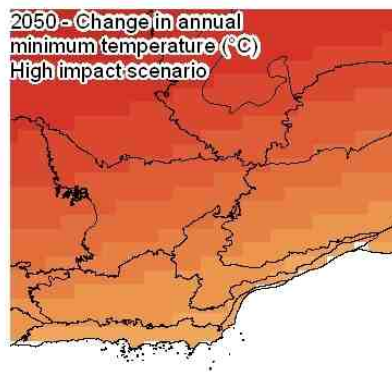 2050 - Change in annual
minimum temperature (°C)
High impact scenario